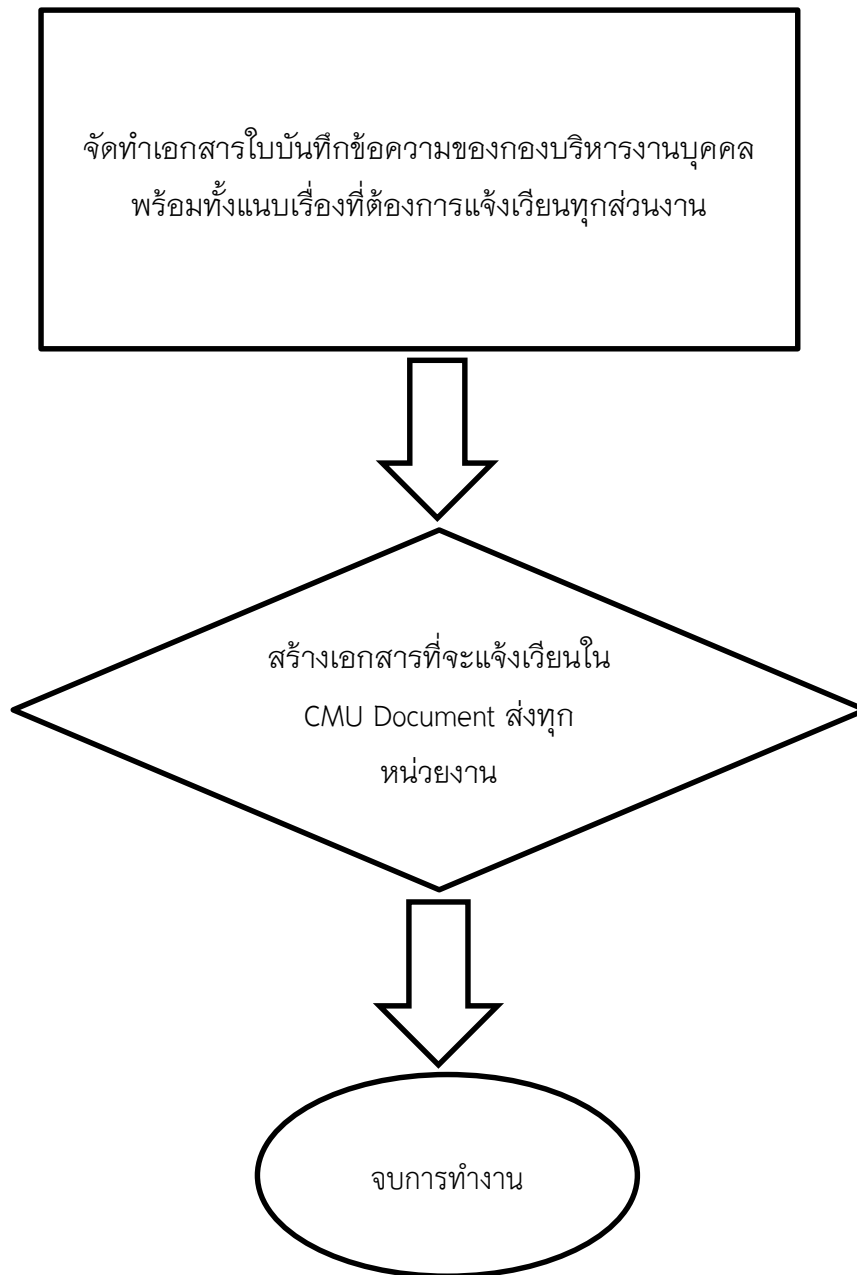 จัดทำเอกสารใบบันทึกข้อความของกองบริหารงานบุคคล
พร้อมทั้งแนบเรื่องที่ต้องการแจ้งเวียนทุกส่วนงาน
สร้างเอกสารที่จะแจ้งเวียนใน
CMU Document ส่งทุก
หน่วยงาน
จบการทำงาน